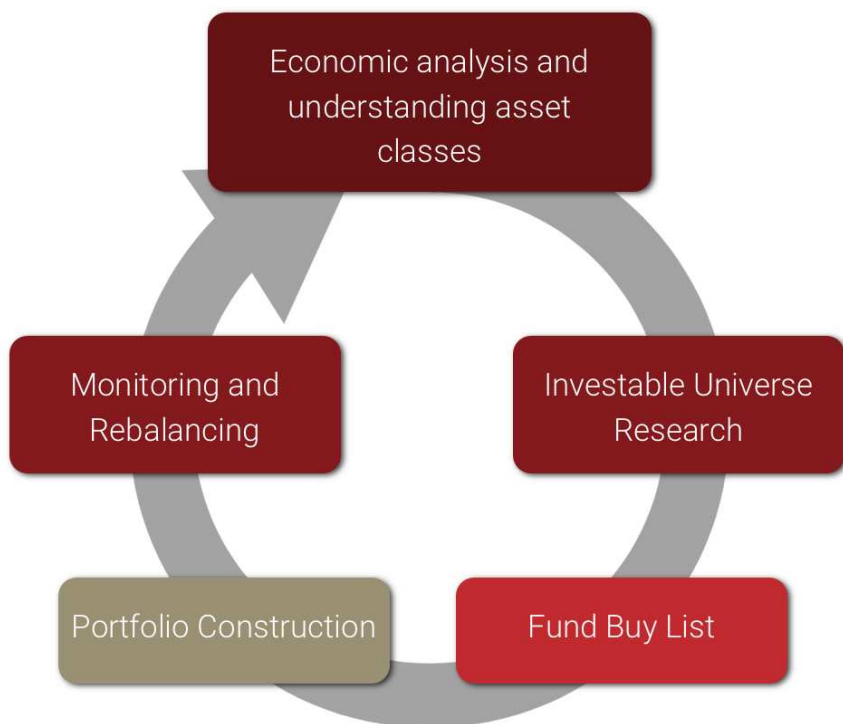 Economic analysis and
understanding asset
classes
Investable Universe
Research
Fund Buy List
Portfolio Construction
Monitoring and
Rebalancing